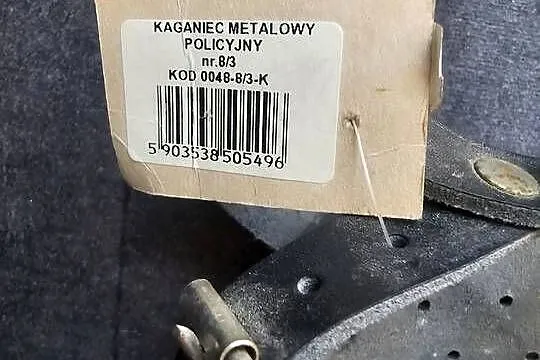 KAGANIEC METALOWY
POLICYJNY
nr.8/3
KOD 0048-8/3-K
5 903538 505496